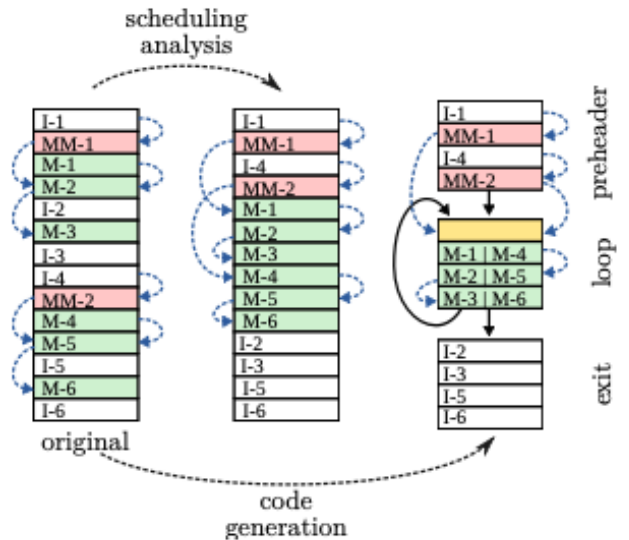 scheduling
analysis
I-1
MM-1
M-1
M-2
I-2
M-3
I-3
I-4
MM-2
M-4
M-5
I-5
M-6
I-6
original
I-1
MM-1
I-4
MM-2
M-1
M-2
M-3
M-4
M-5
M-6
I-2
I-3
I-5
I-6
I-1
MM-1
I-4
MM-2
preheader
M-1 | M-4
M-2 | M-5
M-3 | M-6
loop
I-2
I-3
I-5
I-6
exit
code
generation